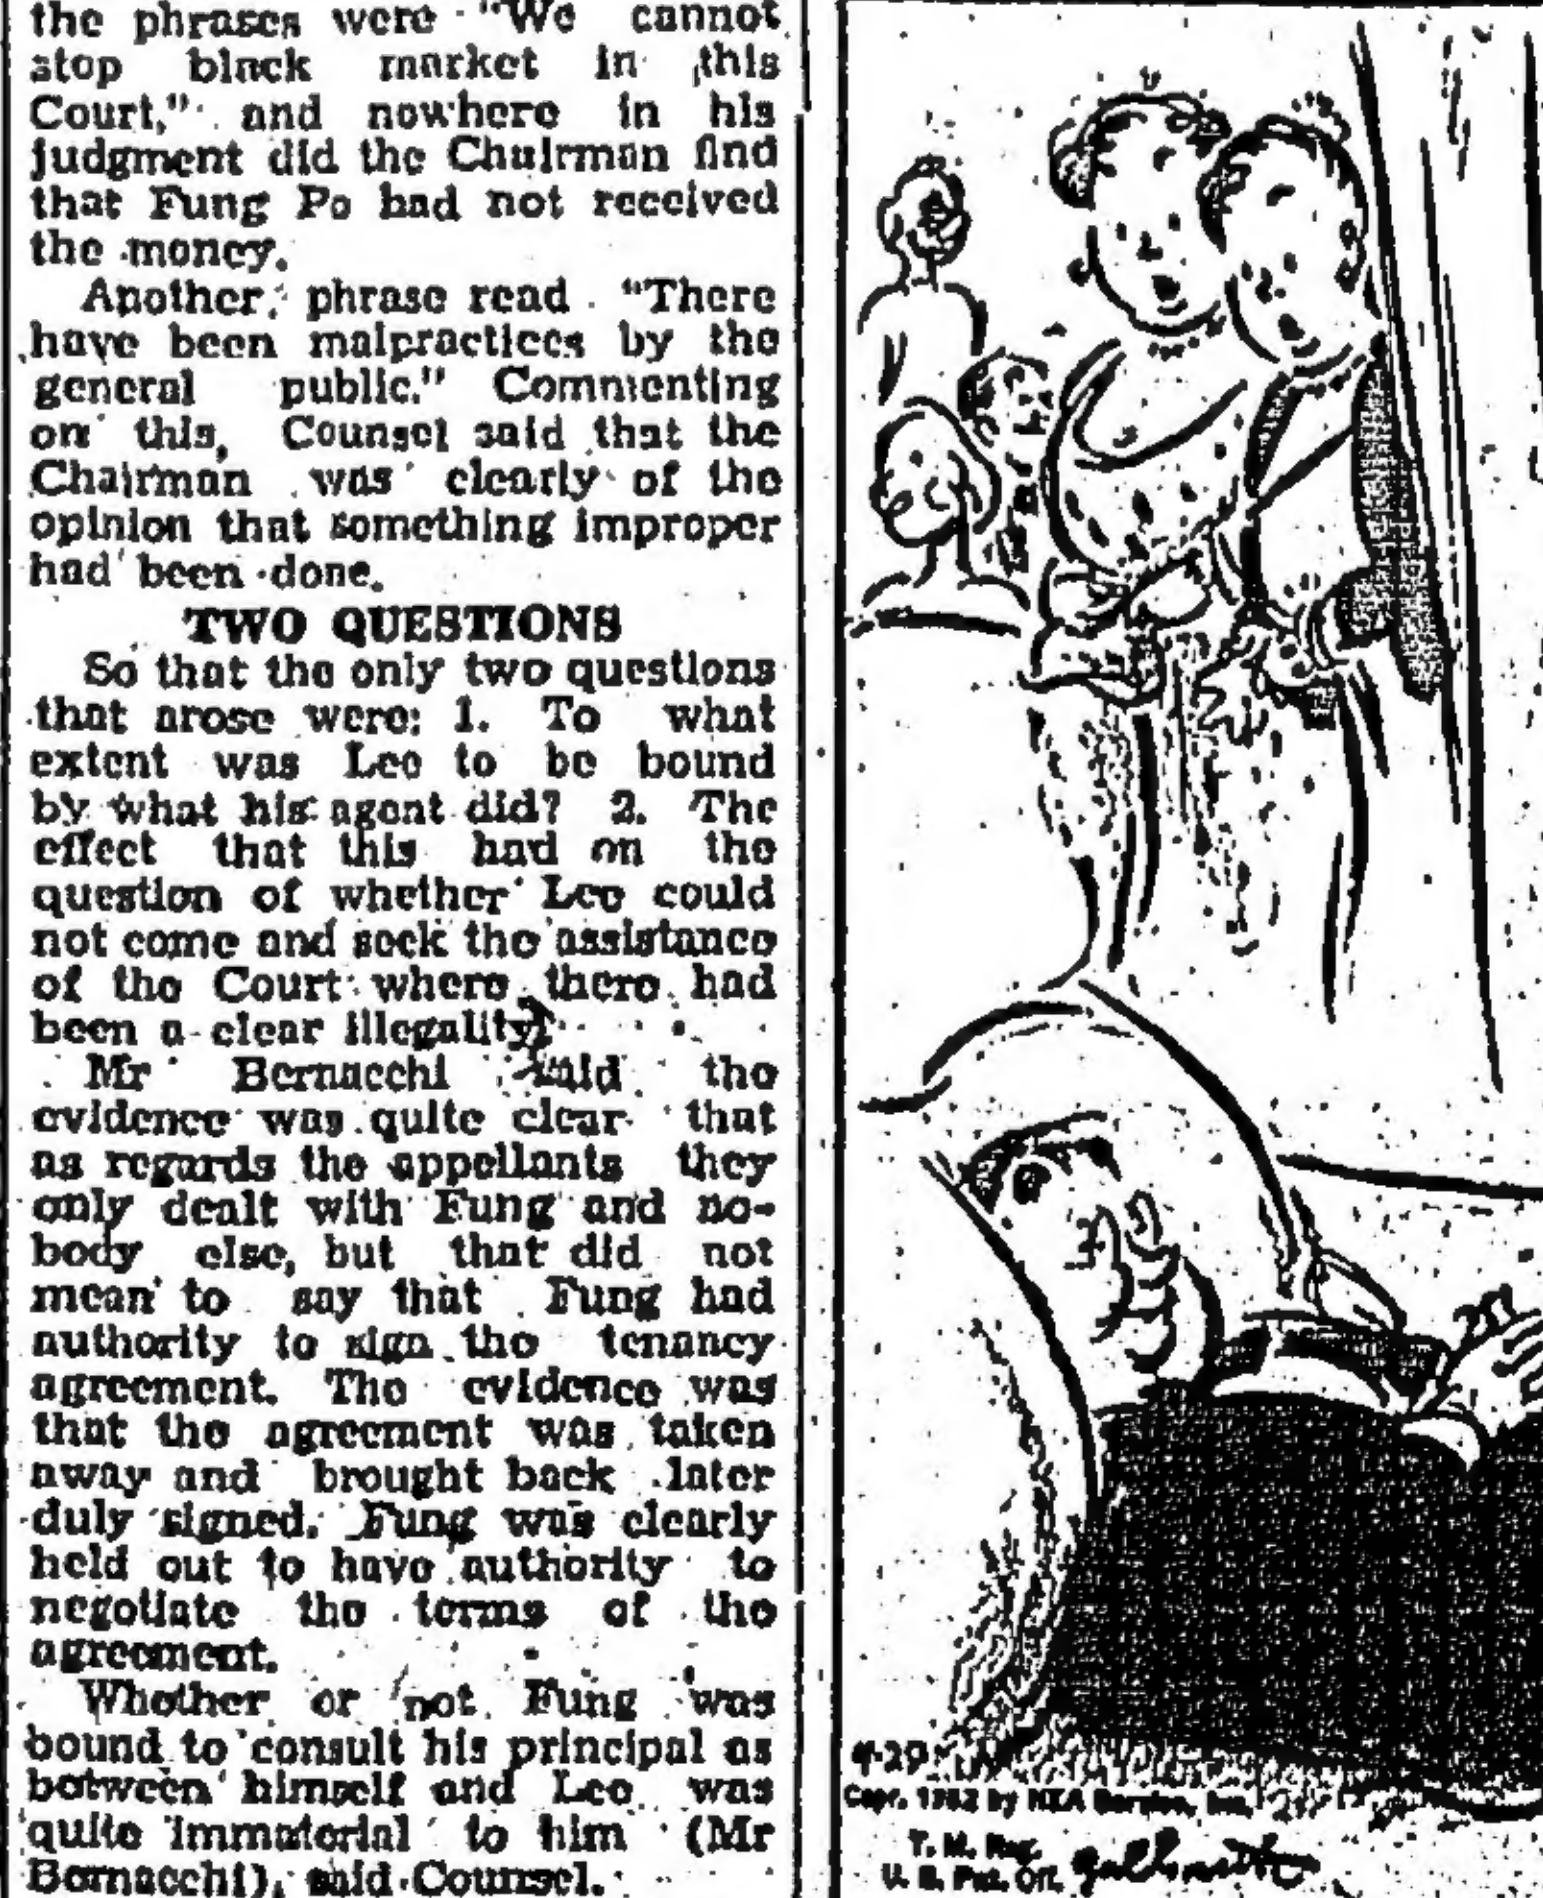 the phrases were "We cannot
stop black market in this
Court," and nowhere in his
judgment did the Chairman find
that Fung Po had not received
the money.
Another phrase read "There
have been malpractices by the
general public." Commenting
on this, Counsel said that the
Chairman was clearly of the
opinion that something improper
had been done.
TWO QUESTIONS
So that the only two questions
that arose were: 1. To what
extent was Lee to be bound
by what his agent did? 2. The
effect that this had on the
question of whether Lee could
not come and seek the assistance
of the Court where there had
been a clear illegality?
Mr Bernacchi said the
evidence was quite clear that
as regards the appellants they
only dealt with Fung and no-
body else, but that did not
mean to say that Fung had
authority to sign the tenancy
agreement. The evidence was
that the agreement was taken
away and brought back later
duly signed. Fung was clearly
held out to have authority to
negotiate the terms of the
agreement.
Whether or not Fung was
bound to consult his principal as
between himself and Lee was
quite immaterial to him (Mr
Bernacchi), said Counsel.
4-29
Copr. 1952 by NEA Service, Inc.
T. M. Reg.
U. S. Pat. Off.
Galbraith